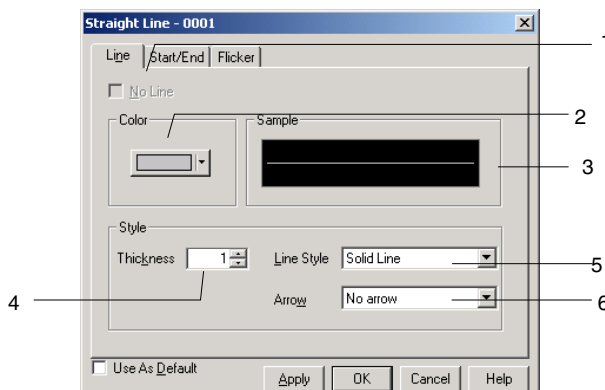 Straight Line - 0001
1
Line Start/End Flicker
No Line
Color Sample
2
3
Style
Thickness 1 Line Style Solid Line
5
4
Arrow No arrow
6
Use As Default
Apply OK Cancel Help